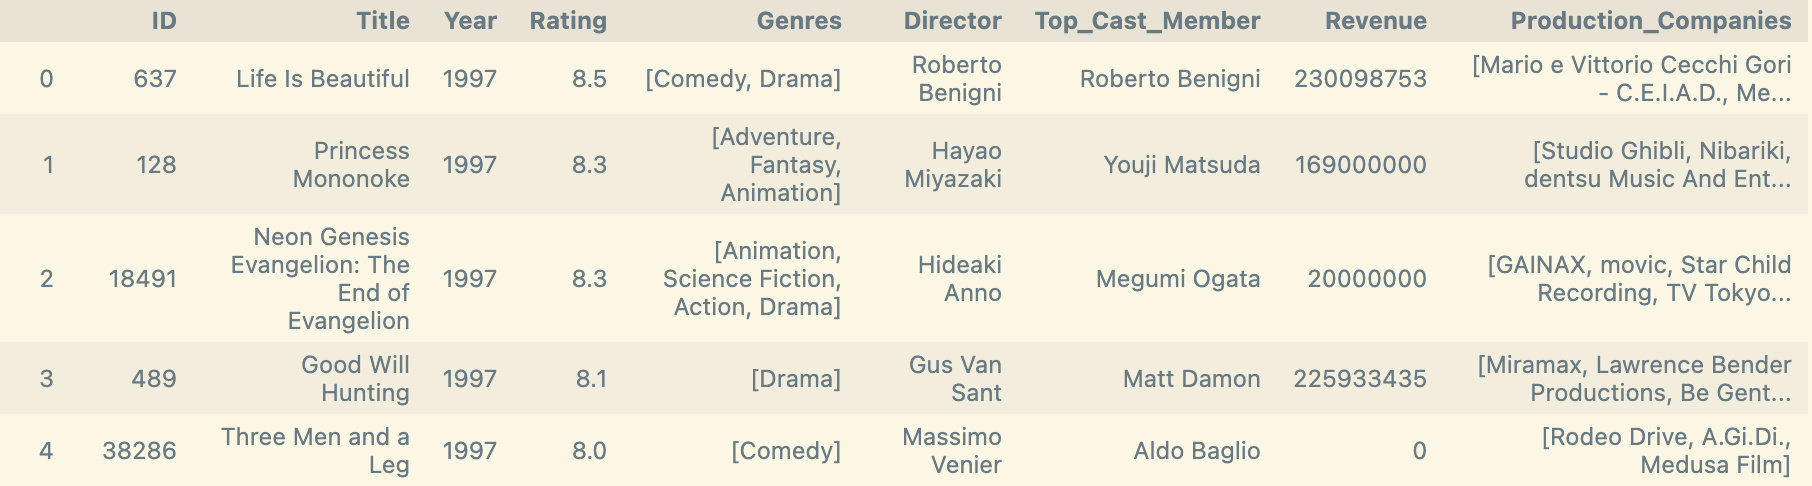 ID Title Year Rating Genres Director Top_Cast_Member Revenue Production_Companies
0 637 Life Is Beautiful 1997 8.5 [Comedy, Drama] Roberto Benigni Roberto Benigni 230098753 [Mario e Vittorio Cecchi Gori - C.E.I.A.D., Me...
1 128 Princess Mononoke 1997 8.3 [Adventure, Fantasy, Animation] Hayao Miyazaki Youji Matsuda 169000000 [Studio Ghibli, Nibariki, dentsu Music And Ent...
2 18491 Neon Genesis Evangelion: The End of Evangelion 1997 8.3 [Animation, Science Fiction, Action, Drama] Hideaki Anno Megumi Ogata 20000000 [GAINAX, movic, Star Child Recording, TV Tokyo...
3 489 Good Will Hunting 1997 8.1 [Drama] Gus Van Sant Matt Damon 225933435 [Miramax, Lawrence Bender Productions, Be Gent...
4 38286 Three Men and a Leg 1997 8.0 [Comedy] Massimo Venier Aldo Baglio 0 [Rodeo Drive, A.Gi.Di., Medusa Film]